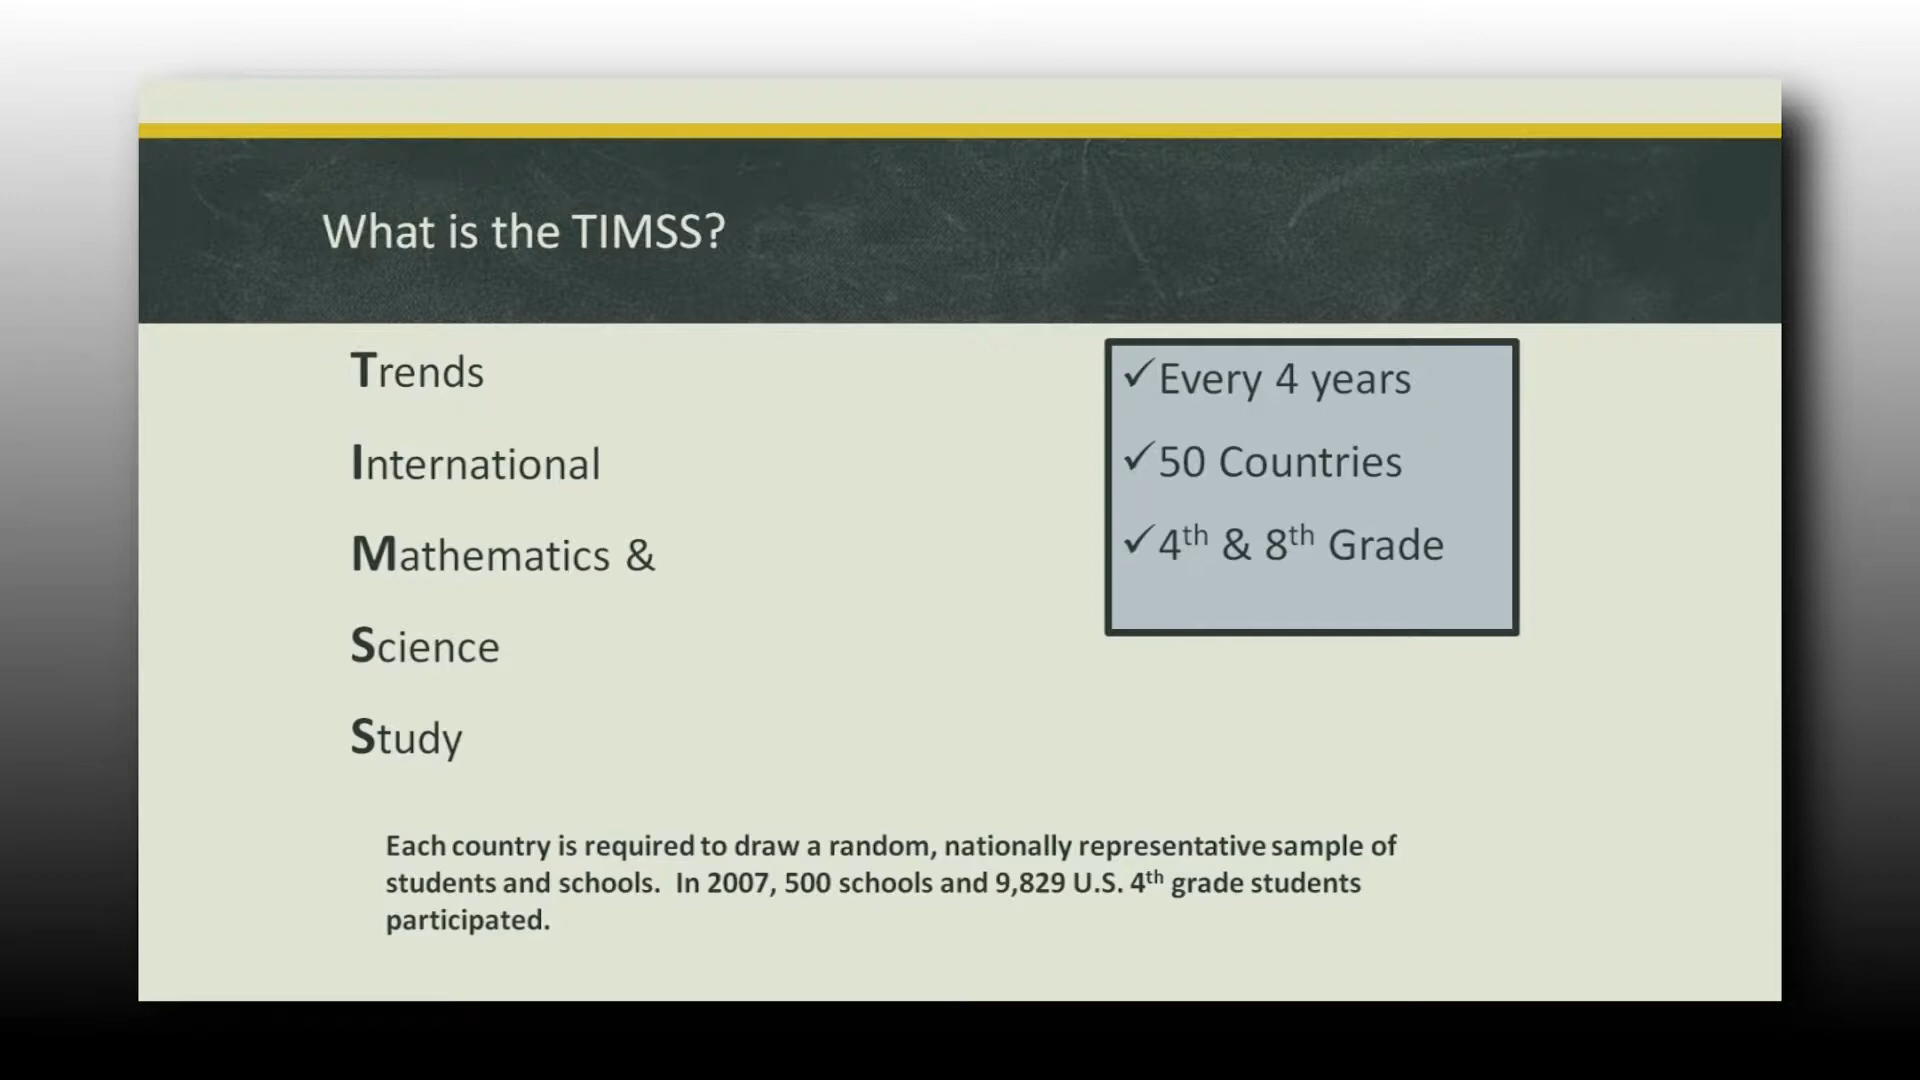 What is the TIMSS?
Trends
International
Mathematics &
Science
Study
✓Every 4 years
✓50 Countries
✓4th & 8th Grade
Each country is required to draw a random, nationally representative sample of
students and schools.  In 2007, 500 schools and 9,829 U.S. 4th grade students
participated.